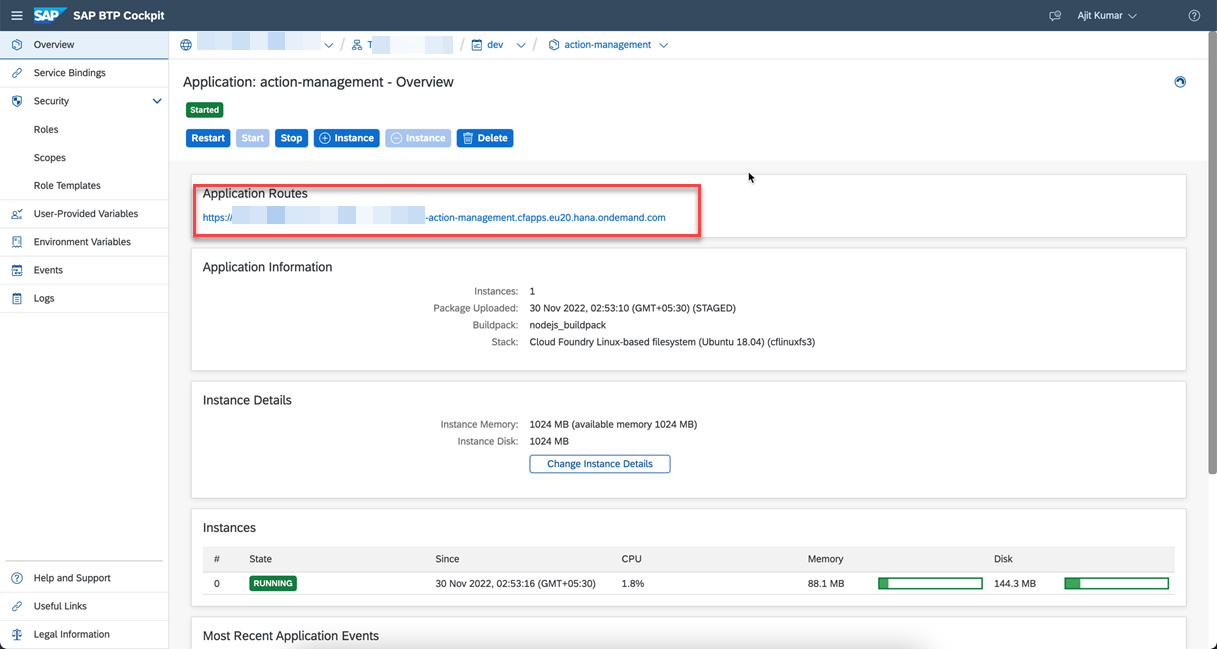 SAP SAP BTP Cockpit Ajit Kumar
Overview
Service Bindings
Security
Roles
Scopes
Role Templates
User-Provided Variables
Environment Variables
Events
Logs
Help and Support
Useful Links
Legal Information
/ T / dev / action-management
Application: action-management - Overview
Started
Restart Start Stop Instance Instance Delete
Application Routes
https:// -action-management.cfapps.eu20.hana.ondemand.com
Application Information
Instances: 1
Package Uploaded: 30 Nov 2022, 02:53:10 (GMT+05:30) (STAGED)
Buildpack: nodejs_buildpack
Stack: Cloud Foundry Linux-based filesystem (Ubuntu 18.04) (cflinuxfs3)
Instance Details
Instance Memory: 1024 MB (available memory 1024 MB)
Instance Disk: 1024 MB
Change Instance Details
Instances
# State Since CPU Memory Disk
0 RUNNING 30 Nov 2022, 02:53:16 (GMT+05:30) 1.8% 88.1 MB 144.3 MB
Most Recent Application Events